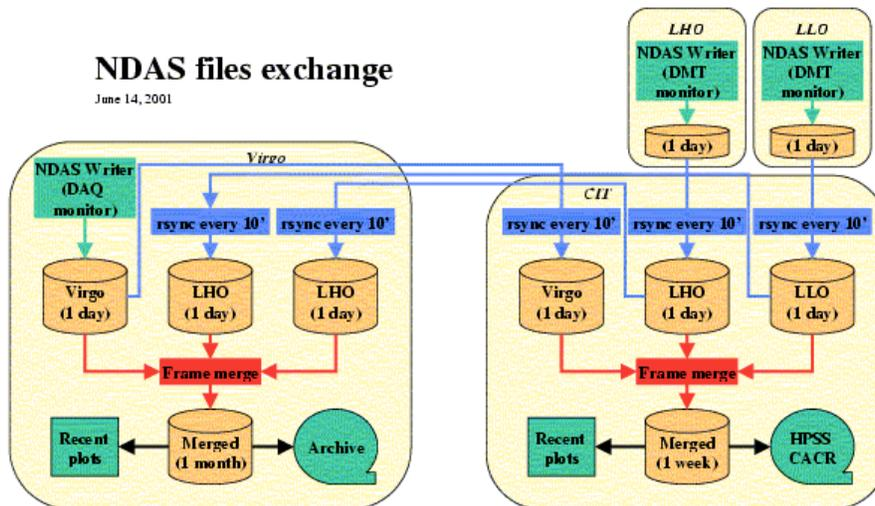 NDAS files exchange
June 14, 2001
LHO
NDAS Writer
(DMT
monitor)
(1 day)
LLO
NDAS Writer
(DMT
monitor)
(1 day)
Virgo
NDAS Writer
(DAQ
monitor)
rsync every 10'
rsync every 10'
Virgo
(1 day)
LHO
(1 day)
LHO
(1 day)
Frame merge
Recent
plots
Merged
(1 month)
Archive
CIT
rsync every 10'
rsync every 10'
rsync every 10'
Virgo
(1 day)
LHO
(1 day)
LLO
(1 day)
Frame merge
Recent
plots
Merged
(1 week)
HPSS
CACR